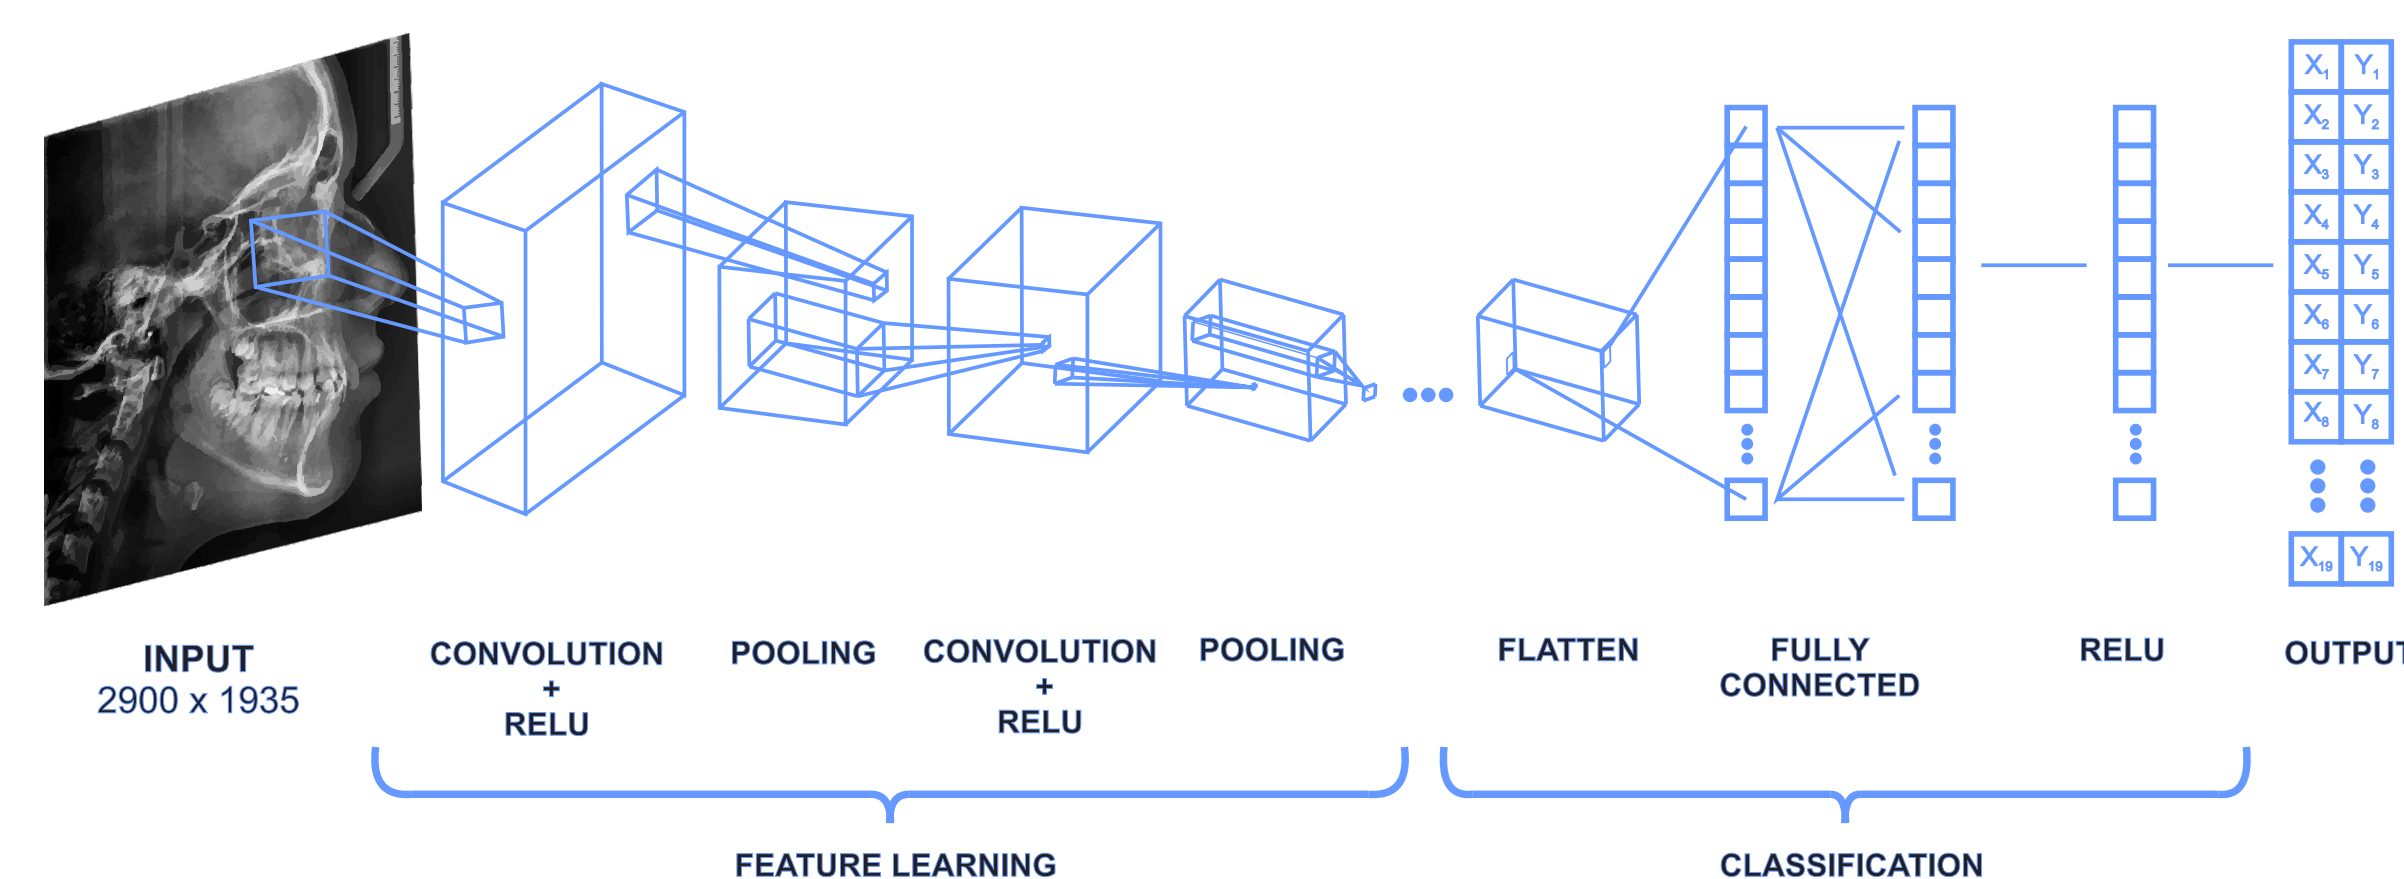 X1 Y1
X2 Y2
X3 Y3
X4 Y4
X5 Y5
X6 Y6
X7 Y7
X8 Y8
X19 Y19
INPUT
2900 x 1935
CONVOLUTION
+
RELU
POOLING
CONVOLUTION
+
RELU
POOLING
FLATTEN
FULLY
CONNECTED
RELU
OUTPUT
FEATURE LEARNING
CLASSIFICATION